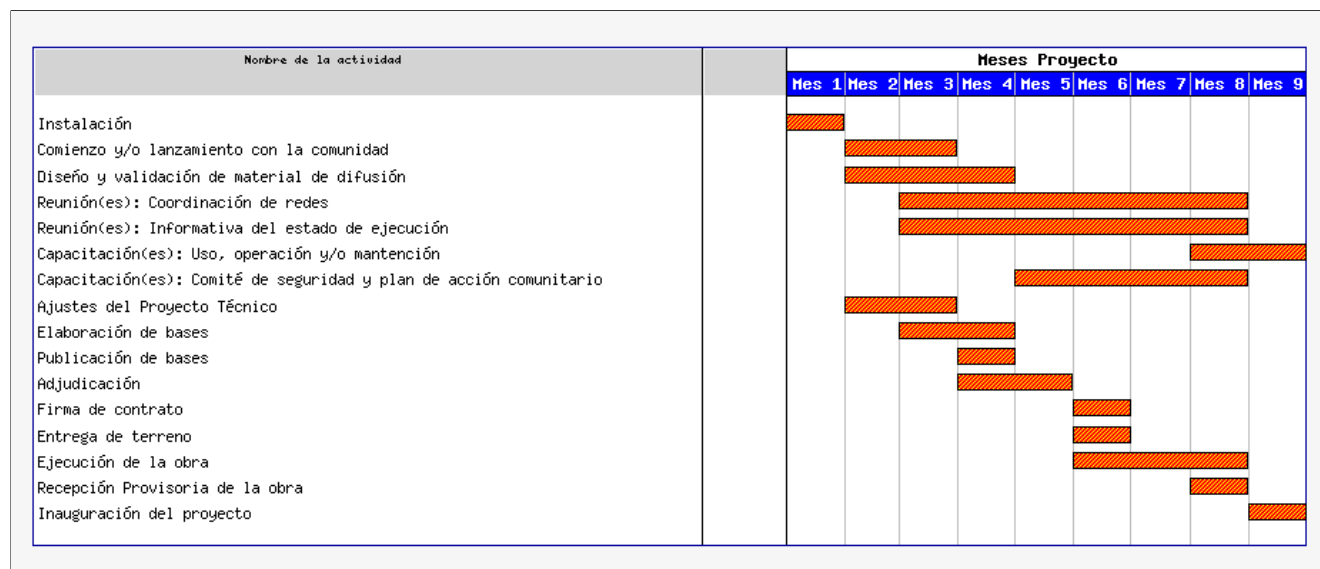 Nombre de la actividad
Meses Proyecto
Mes 1 Mes 2 Mes 3 Mes 4 Mes 5 Mes 6 Mes 7 Mes 8 Mes 9
Instalación
Comienzo y/o lanzamiento con la comunidad
Diseño y validación de material de difusión
Reunión(es): Coordinación de redes
Reunión(es): Informativa del estado de ejecución
Capacitación(es): Uso, operación y/o mantención
Capacitación(es): Comité de seguridad y plan de acción comunitario
Ajustes del Proyecto Técnico
Elaboración de bases
Publicación de bases
Adjudicación
Firma de contrato
Entrega de terreno
Ejecución de la obra
Recepción Provisoria de la obra
Inauguración del proyecto